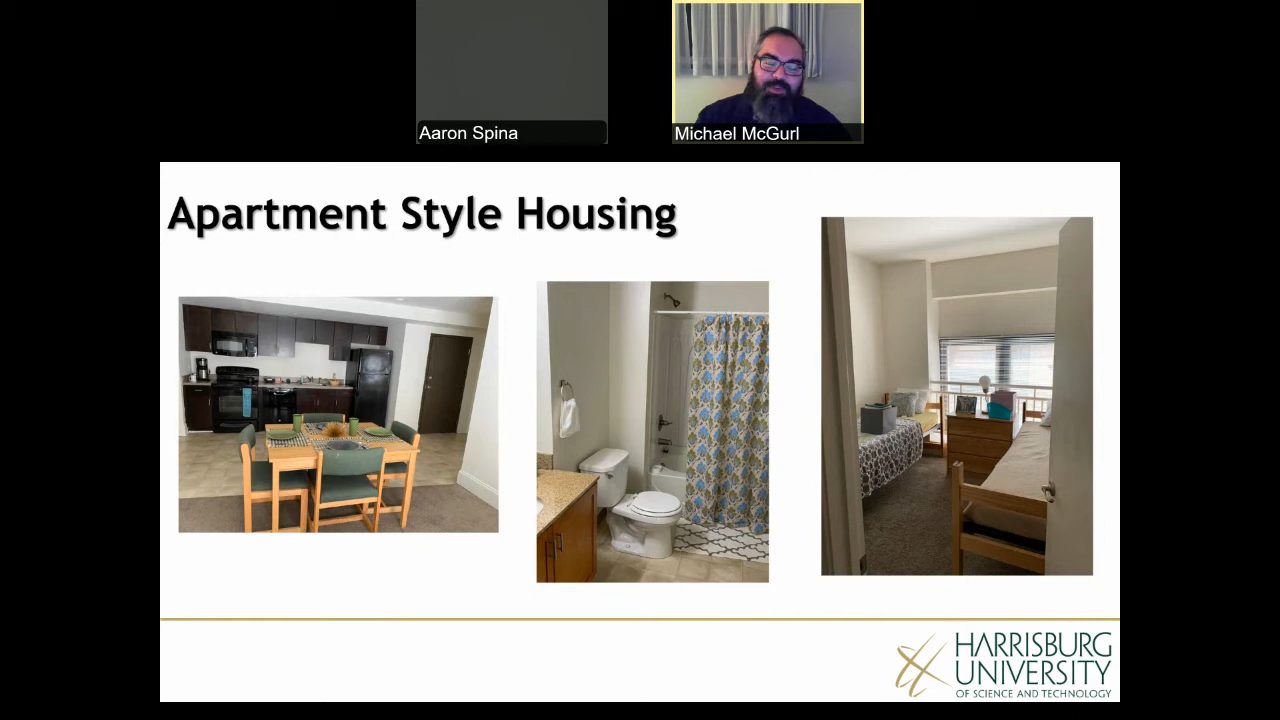 Aaron Spina
Michael McGurl
Apartment Style Housing
HARRISBURG
UNIVERSITY
OF SCIENCE AND TECHNOLOGY